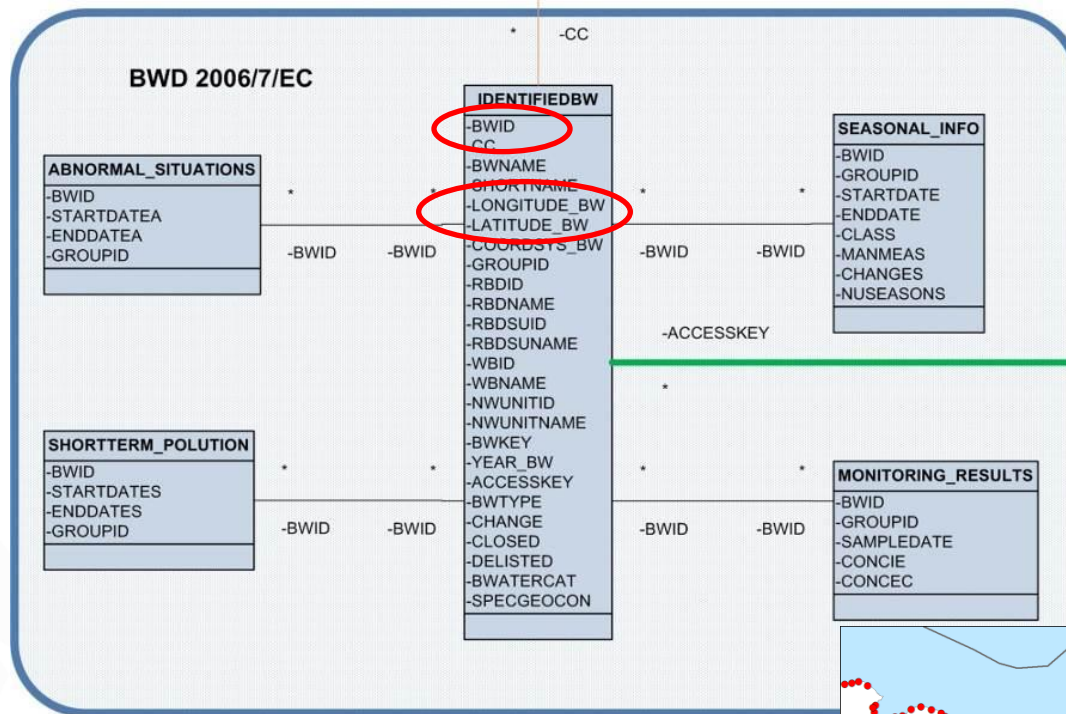 * -CC
BWD 2006/7/EC
IDENTIFIEDBW
-BWID
-CC
-BWNAME
-SHORTNAME
-LONGITUDE_BW
-LATITUDE_BW
-COORDSYS_BW
-GROUPID
-RBDID
-RBDNAME
-RBDSUID
-RBDSUNAME
-WBID
-WBNAME
-NWUNITID
-NWUNITNAME
-BWKEY
-YEAR_BW
-ACCESSKEY
-BWTYPE
-CHANGE
-CLOSED
-DELISTED
-BWATERCAT
-SPECGEOCON
ABNORMAL_SITUATIONS
-BWID
-STARTDATEA
-ENDDATEA
-GROUPID
* *
-BWID -BWID
SEASONAL_INFO
-BWID
-GROUPID
-STARTDATE
-ENDDATE
-CLASS
-MANMEAS
-CHANGES
-NUSEASONS
* *
-BWID -BWID
-ACCESSKEY
*
SHORTTERM_POLUTION
-BWID
-STARTDATES
-ENDDATES
-GROUPID
* *
-BWID -BWID
MONITORING_RESULTS
-BWID
-GROUPID
-SAMPLEDATE
-CONCIE
-CONCEC
* *
-BWID -BWID